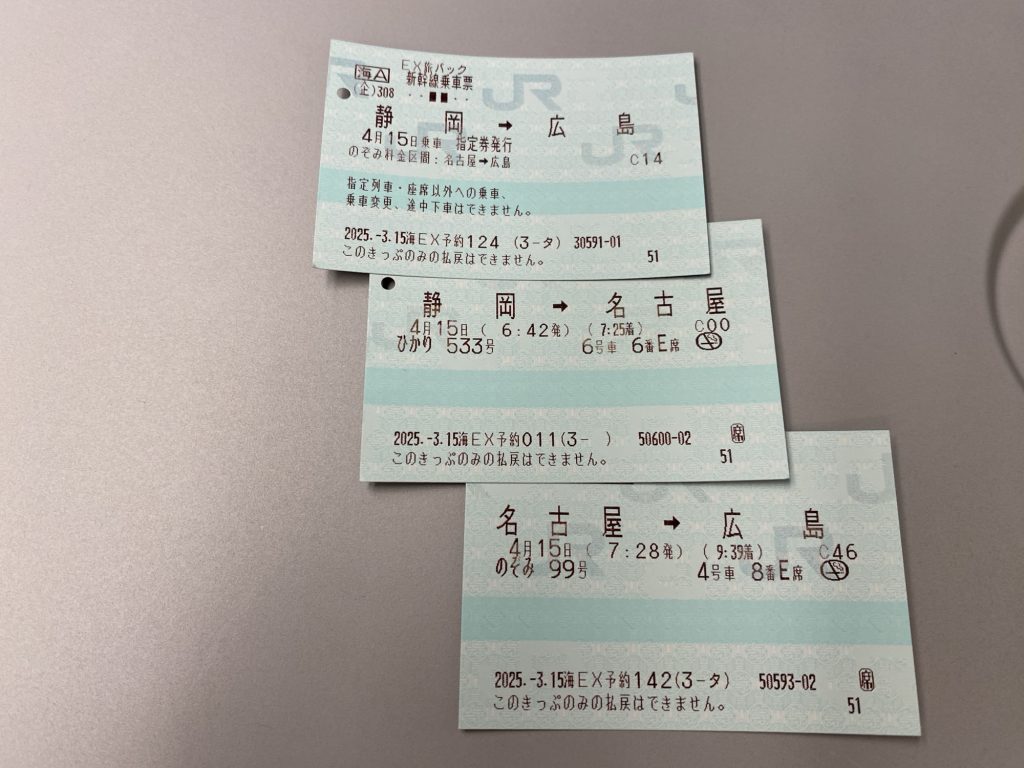 EX旅パック
海A 新幹線乗車票
(企)308 ・・■■・・
静岡→広島
4月15日乗車 指定券発行
のぞみ料金区間:名古屋→広島 C14
指定列車・座席以外への乗車、
乗車変更、途中下車はできません。
2025.-3.15海EX予約124 (3-タ) 30591-01
このきっぷのみの払戻はできません。 51
静岡→名古屋
4月15日( 6:42発) ( 7:25着) C00
ひかり 533号 6号車 6番E席
2025.-3.15海EX予約011(3- ) 50600-02 席
このきっぷのみの払戻はできません。 51
名古屋→広島
4月15日( 7:28発) ( 9:39着) C46
のぞみ 99号 4号車 8番E席
2025.-3.15海EX予約142(3-タ) 50593-02 席
このきっぷのみの払戻はできません。 51
JR
JR
JR
JR